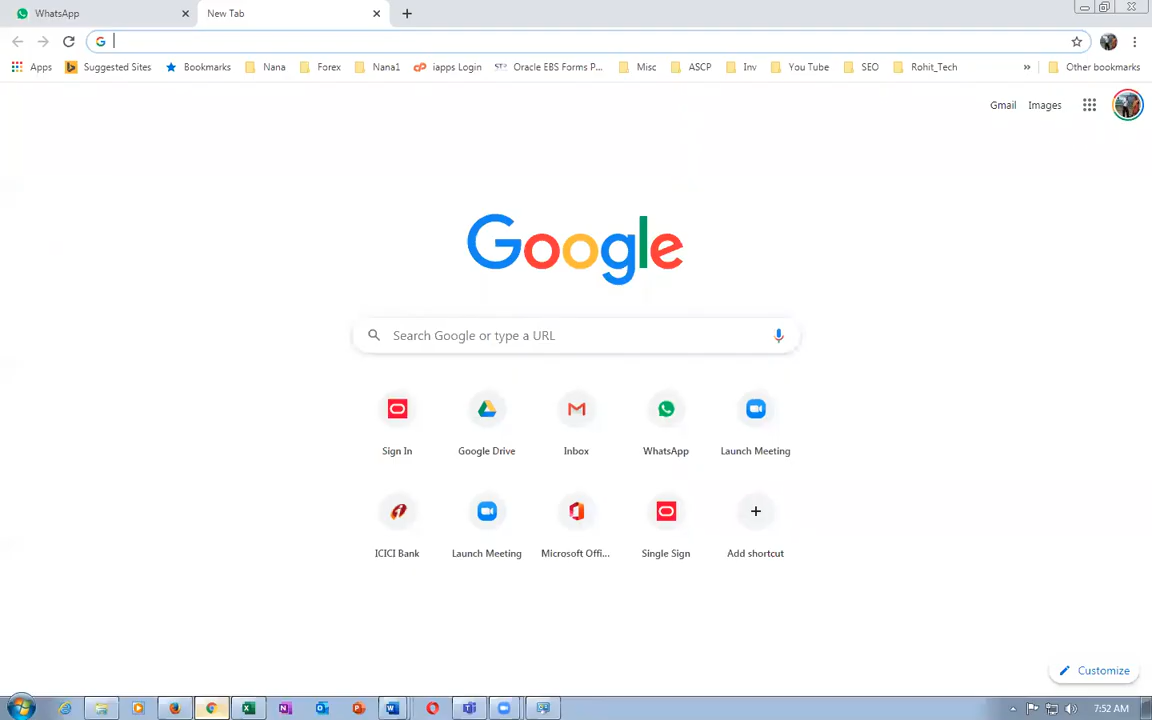 WhatsApp
New Tab
Apps Suggested Sites Bookmarks Nana Forex Nana1 iapps Login Oracle EBS Forms P... Misc ASCP Inv You Tube SEO Rohit_Tech » Other bookmarks
Gmail Images
Google
Search Google or type a URL
Sign In Google Drive Inbox WhatsApp Launch Meeting
ICICI Bank Launch Meeting Microsoft Offi... Single Sign Add shortcut
Customize
7:52 AM